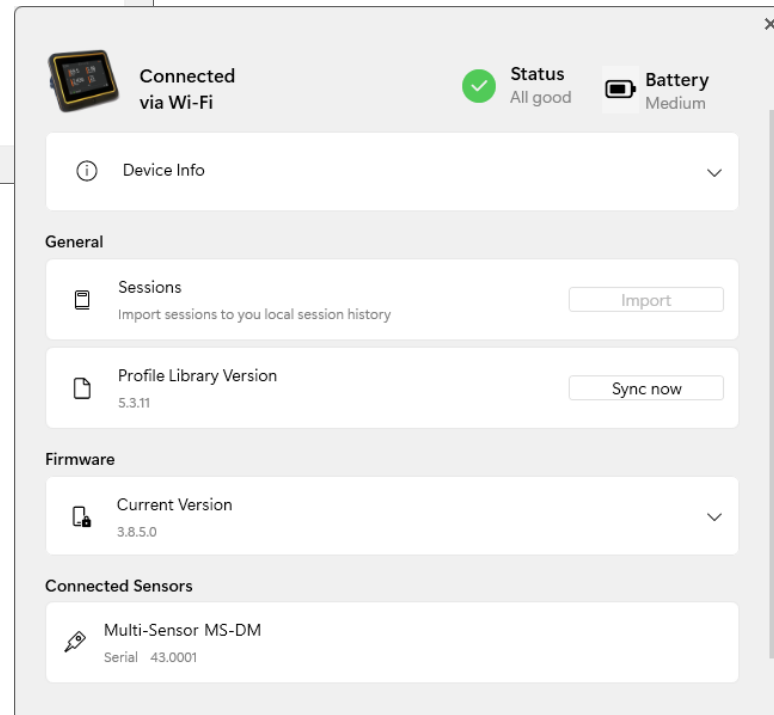 Connected
via Wi-Fi
Status
All good
Battery
Medium
Device Info
General
Sessions
Import sessions to you local session history
Import
Profile Library Version
5.3.11
Sync now
Firmware
Current Version
3.8.5.0
Connected Sensors
Multi-Sensor MS-DM
Serial 43.0001